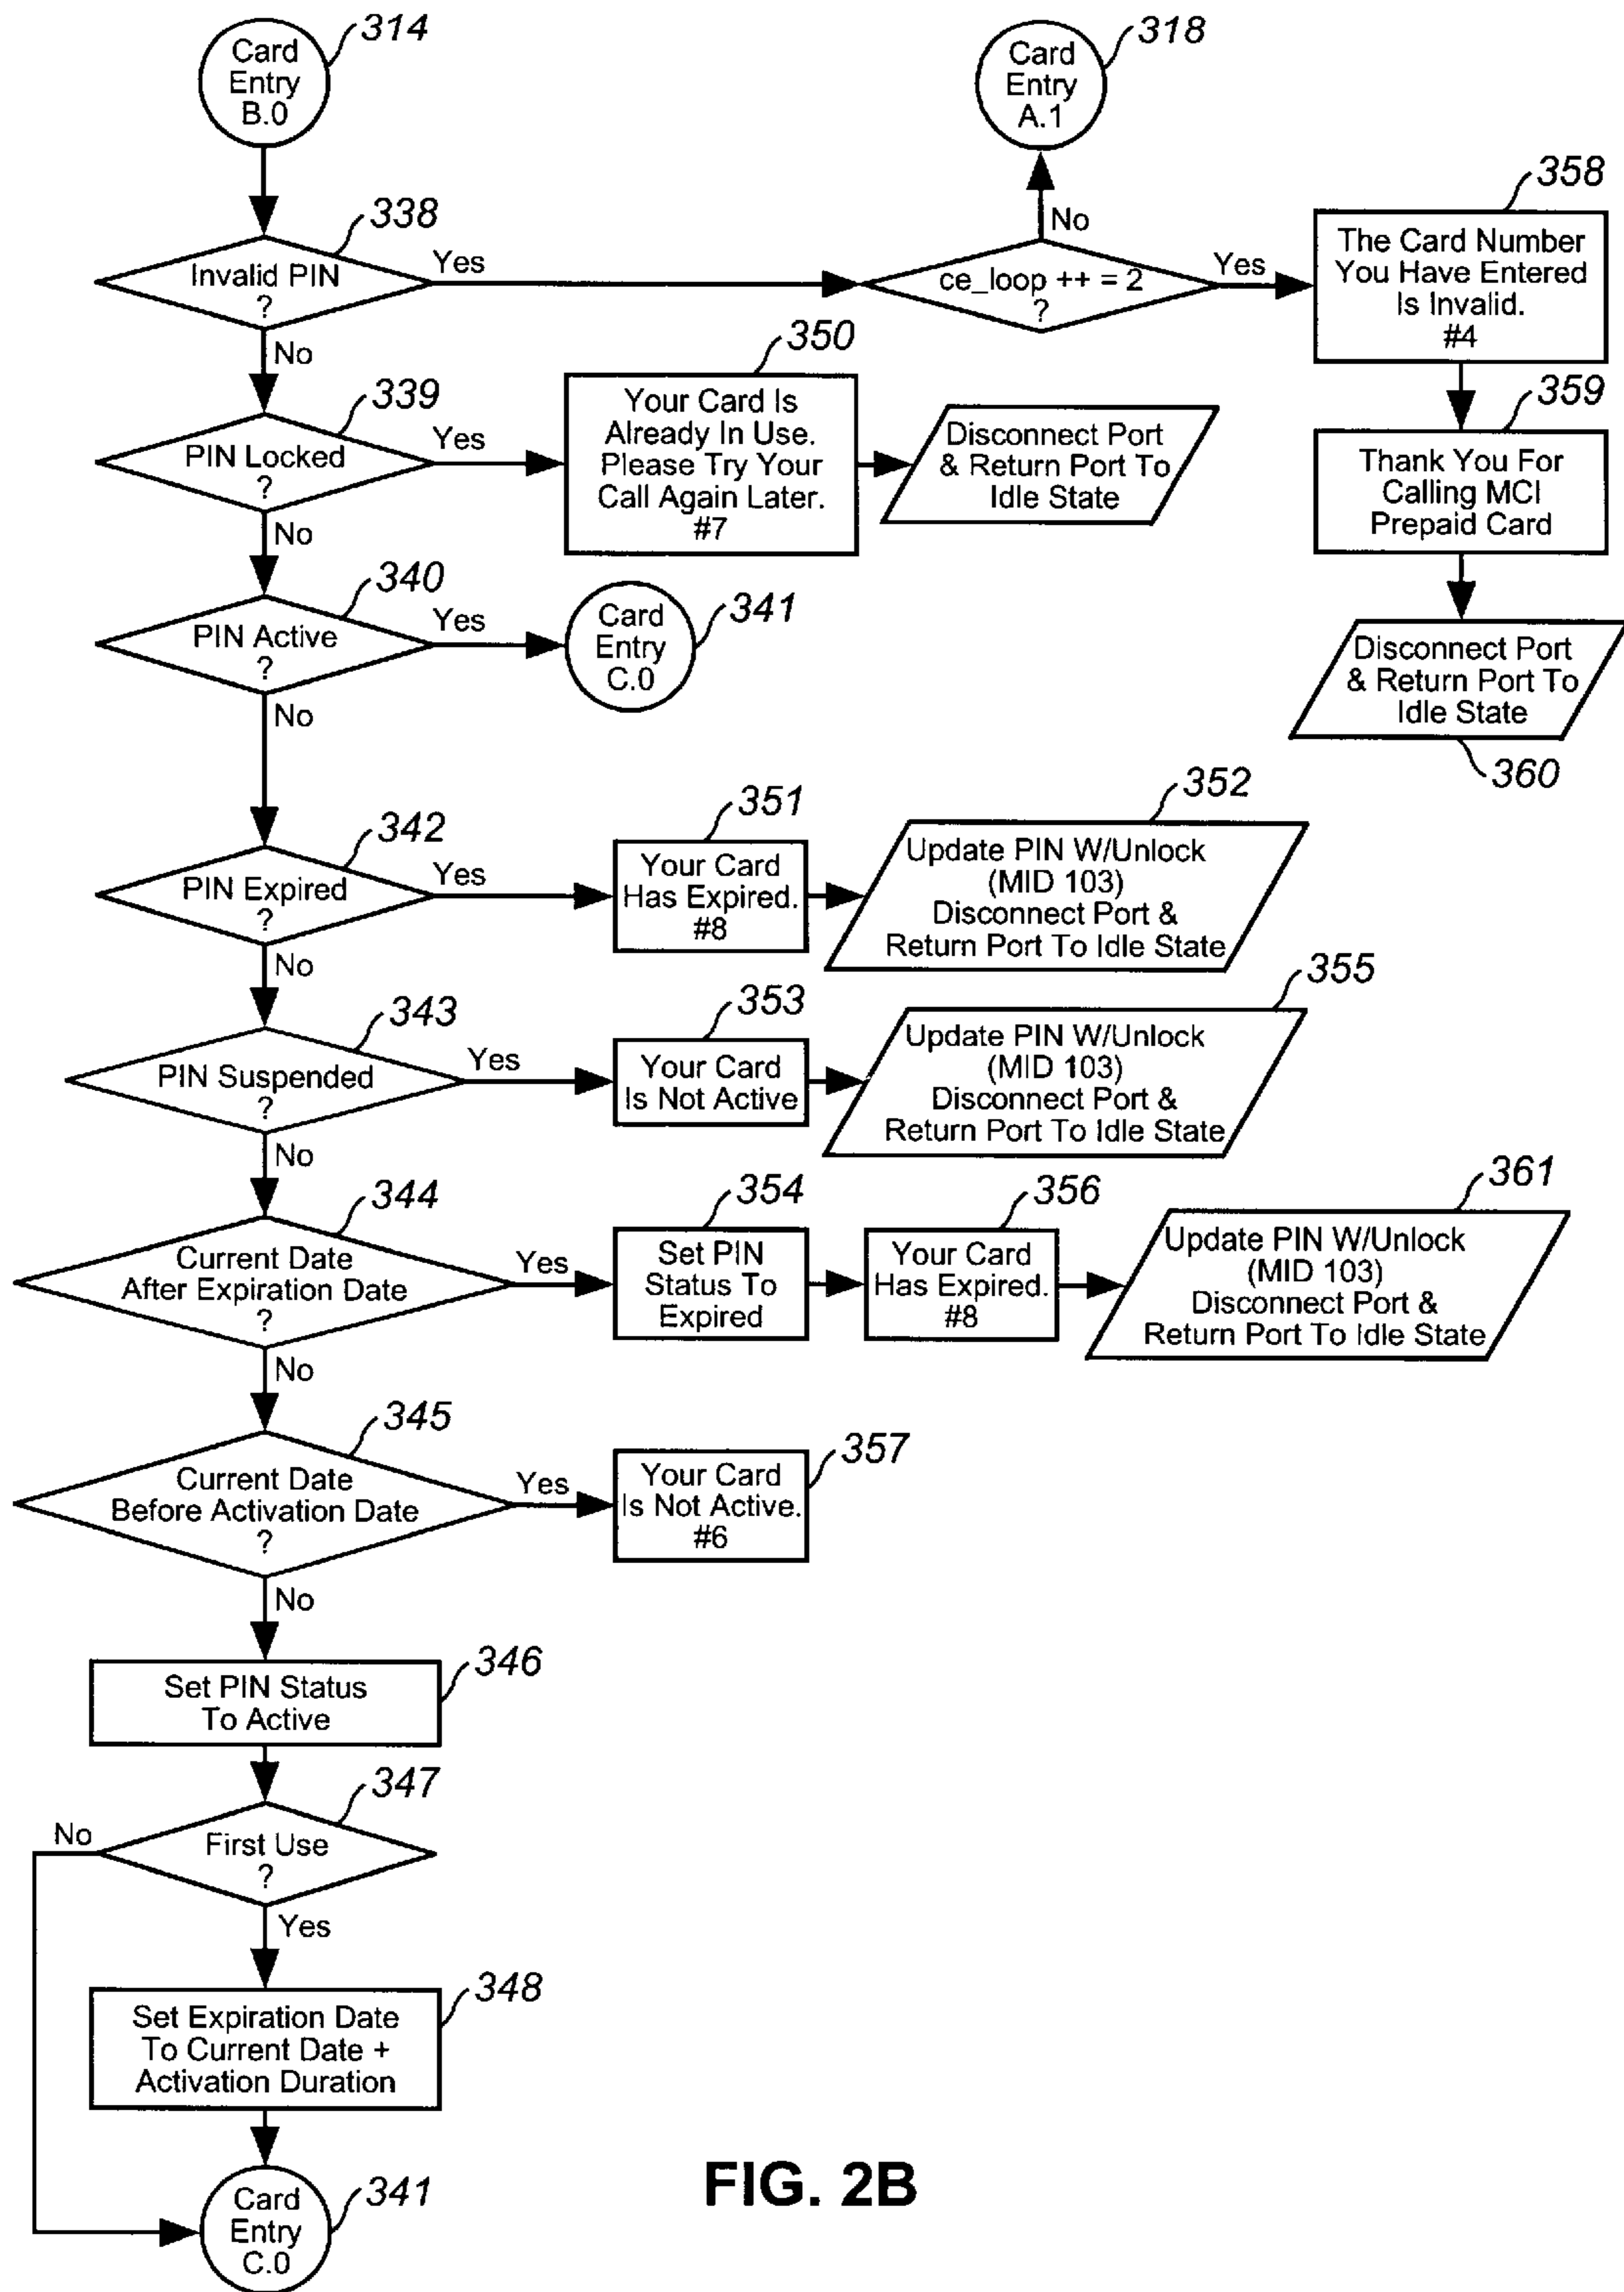 314
Card
Entry
B.0
318
Card
Entry
A.1
338
Invalid PIN
?
Yes
No
ce_loop ++ = 2
?
No
Yes
358
The Card Number
You Have Entered
Is Invalid.
#4
339
PIN Locked
?
Yes
No
350
Your Card Is
Already In Use.
Please Try Your
Call Again Later.
#7
Disconnect Port
& Return Port To
Idle State
359
Thank You For
Calling MCI
Prepaid Card
340
PIN Active
?
Yes
No
341
Card
Entry
C.0
Disconnect Port
& Return Port To
Idle State
360
342
PIN Expired
?
Yes
No
351
Your Card
Has Expired.
#8
352
Update PIN W/Unlock
(MID 103)
Disconnect Port &
Return Port To Idle State
343
PIN Suspended
?
Yes
No
353
Your Card
Is Not Active
355
Update PIN W/Unlock
(MID 103)
Disconnect Port &
Return Port To Idle State
344
Current Date
After Expiration Date
?
Yes
No
354
Set PIN
Status To
Expired
356
Your Card
Has Expired.
#8
361
Update PIN W/Unlock
(MID 103)
Disconnect Port &
Return Port To Idle State
345
Current Date
Before Activation Date
?
Yes
No
357
Your Card
Is Not Active.
#6
346
Set PIN Status
To Active
347
First Use
?
No
Yes
348
Set Expiration Date
To Current Date +
Activation Duration
341
Card
Entry
C.0
FIG. 2B